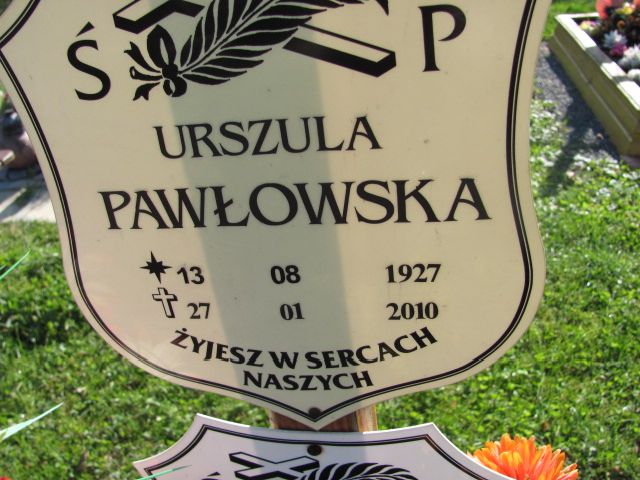 Ś P
URSZULA
PAWŁOWSKA
13 08 1927
27 01 2010
ŻYJESZ W SERCACH
NASZYCH